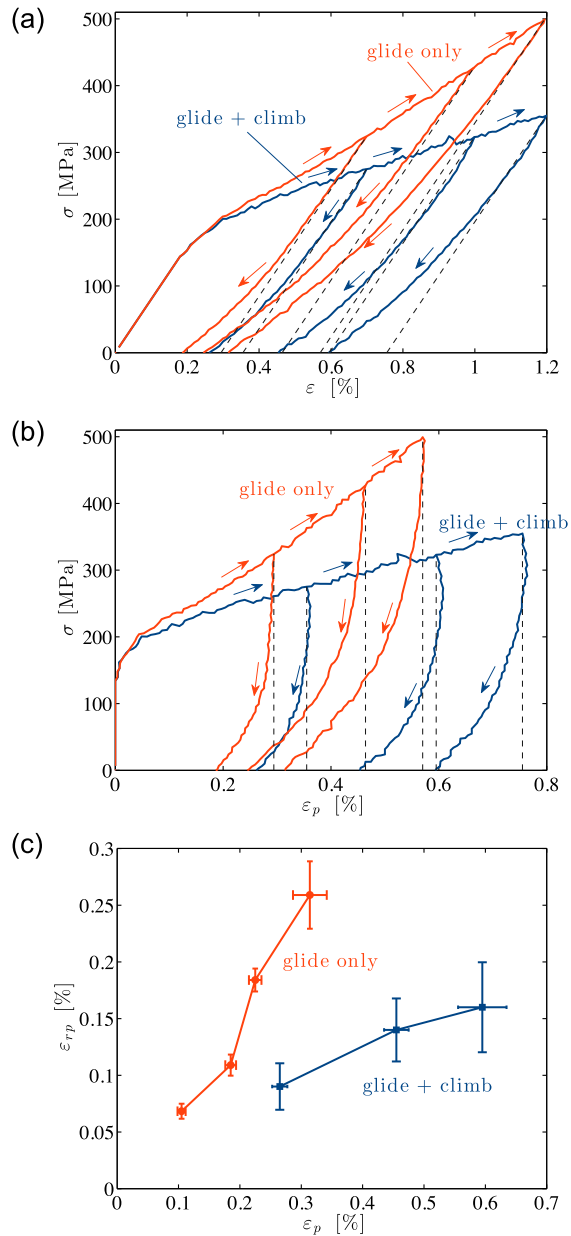 (a)
500
400
300
200
100
0
σ [MPa]
glide only
glide + climb
0
0.2
0.4
0.6
0.8
1
1.2
ε [%]
(b)
500
400
300
200
100
0
σ [MPa]
glide only
glide + climb
0
0.2
0.4
0.6
0.8
εp [%]
(c)
0.3
0.25
0.2
0.15
0.1
0.05
0
εrp [%]
glide only
glide + climb
0
0.1
0.2
0.3
0.4
0.5
0.6
0.7
εp [%]